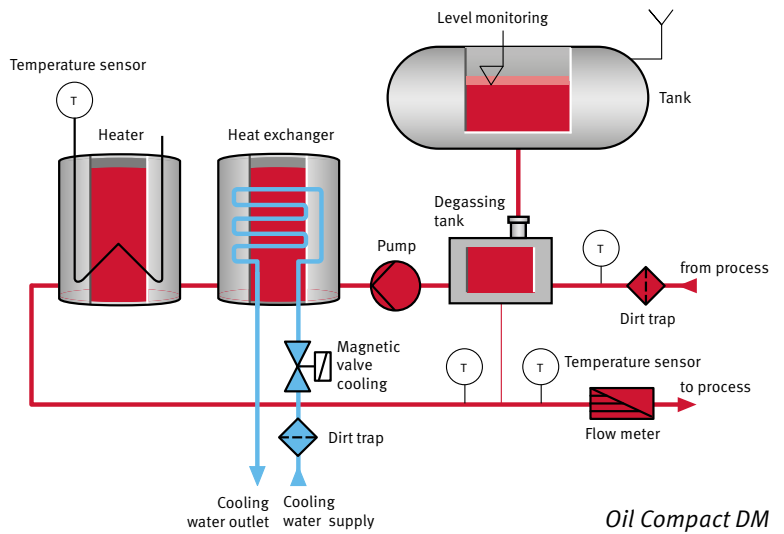 Level monitoring
Temperature sensor
T
Heater
Heat exchanger
Tank
Degassing
tank
Pump
T
from process
Dirt trap
Magnetic
valve
cooling
T
T
Temperature sensor
to process
Flow meter
Dirt trap
Cooling
water outlet
Cooling
water supply
Oil Compact DM